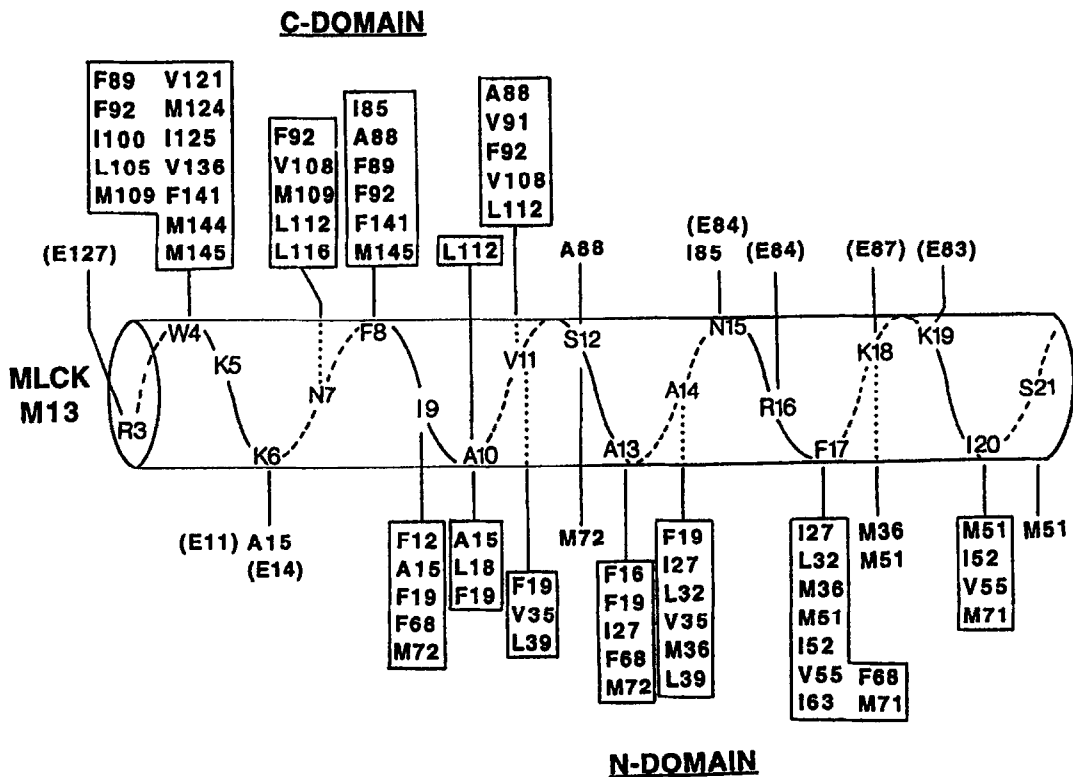 C-DOMAIN
F89 V121
F92 M124
I100 I125
L105 V136
M109 F141
M144
M145
F92
V108
M109
L112
L116
I85
A88
F89
F92
F141
M145
L112
A88
V91
F92
V108
L112
A88
(E84)
I85
(E84)
(E87)
(E83)
(E127)
MLCK
M13
R3
W4
K5
K6
N7
F8
I9
A10
V11
S12
A13
A14
N15
R16
F17
K18
K19
I20
S21
(E11) A15
(E14)
F12
A15
F19
F68
M72
A15
L18
F19
F19
V35
L39
M72
F16
F19
I27
F68
M72
F19
I27
L32
V35
M36
L39
I27
L32
M36
M51
I52
V55 F68
I63 M71
M36
M51
M51
I52
V55
M71
M51
N-DOMAIN